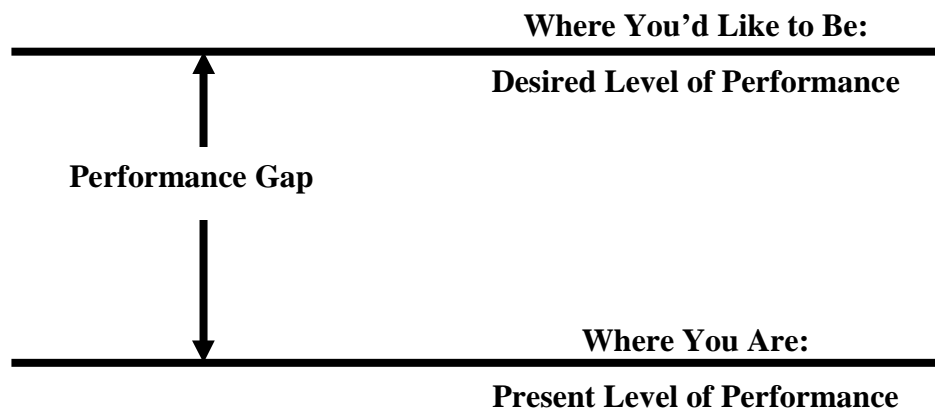 Where You’d Like to Be:
Desired Level of Performance
Performance Gap
Where You Are:
Present Level of Performance